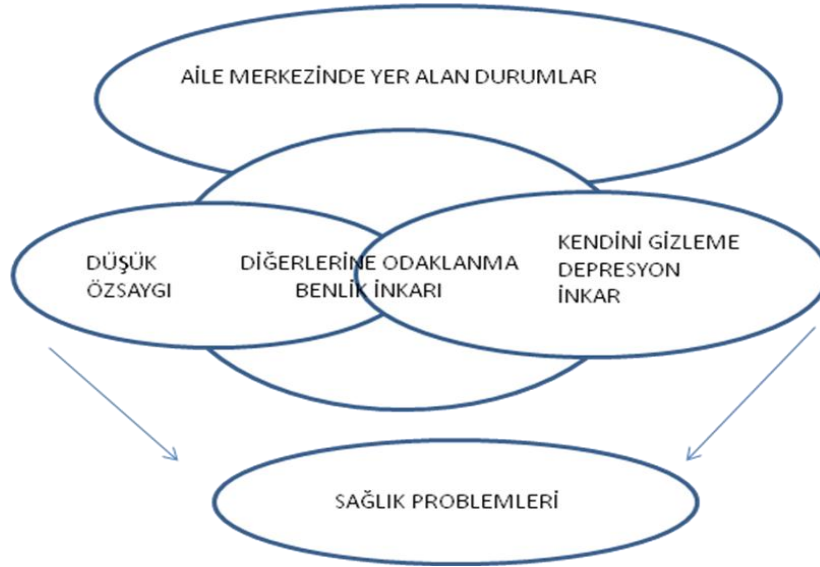 AİLE MERKEZİNDE YER ALAN DURUMLAR
DÜŞÜK
ÖZSAYGI
DİĞERLERİNE ODAKLANMA
BENLİK İNKARI
KENDİNİ GİZLEME
DEPRESYON
İNKAR
SAĞLIK PROBLEMLERİ